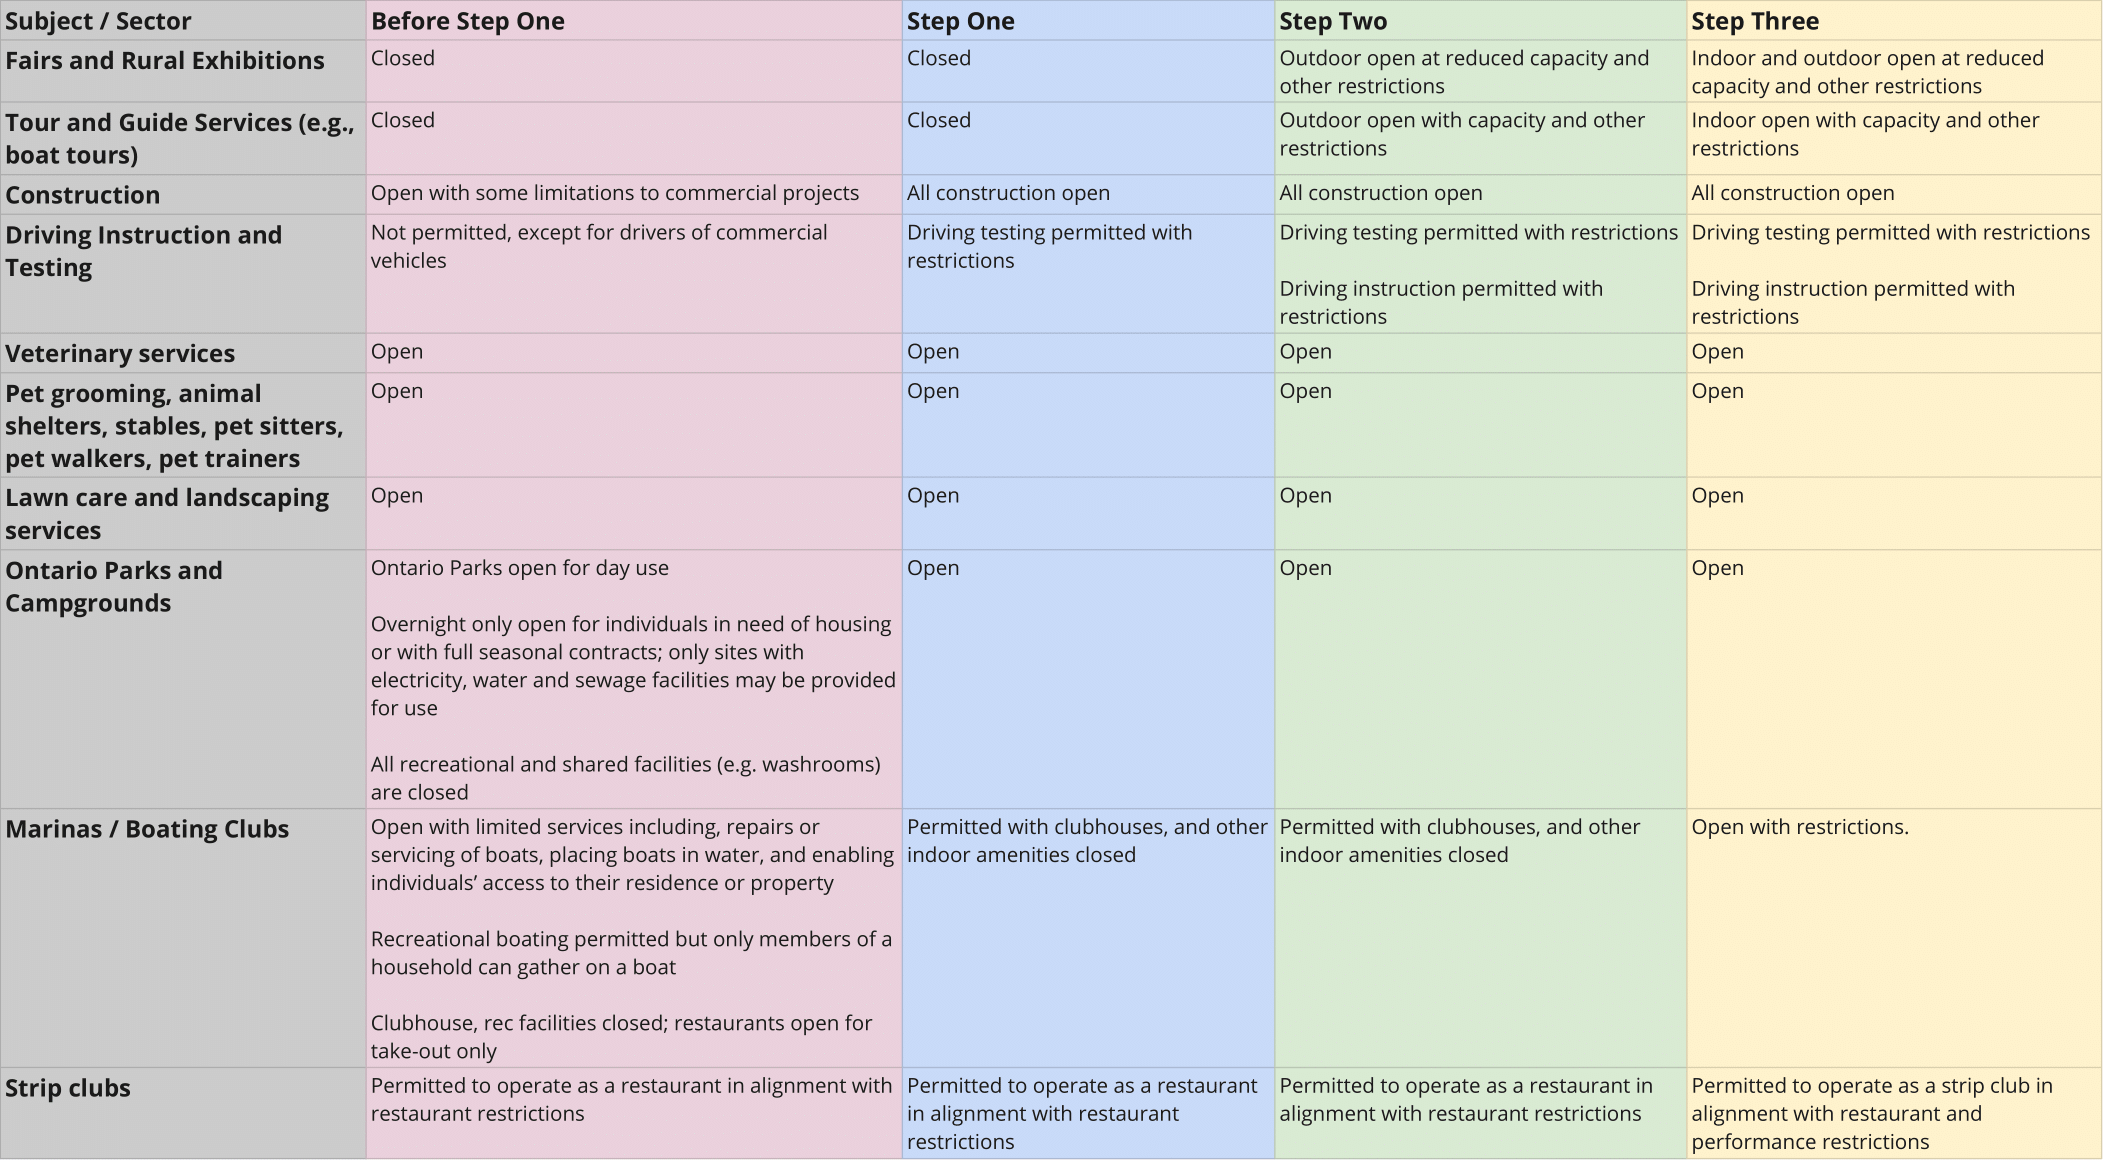 Subject / Sector
Before Step One
Step One
Step Two
Step Three
Fairs and Rural Exhibitions
Closed
Closed
Outdoor open at reduced capacity and
other restrictions
Indoor and outdoor open at reduced
capacity and other restrictions
Tour and Guide Services (e.g.,
boat tours)
Closed
Closed
Outdoor open with capacity and other
restrictions
Indoor open with capacity and other
restrictions
Construction
Open with some limitations to commercial projects
All construction open
All construction open
All construction open
Driving Instruction and
Testing
Not permitted, except for drivers of commercial
vehicles
Driving testing permitted with
restrictions
Driving testing permitted with restrictions
Driving instruction permitted with
restrictions
Driving testing permitted with restrictions
Driving instruction permitted with
restrictions
Veterinary services
Open
Open
Open
Open
Pet grooming, animal
shelters, stables, pet sitters,
pet walkers, pet trainers
Open
Open
Open
Open
Lawn care and landscaping
services
Open
Open
Open
Open
Ontario Parks and
Campgrounds
Ontario Parks open for day use
Overnight only open for individuals in need of housing
or with full seasonal contracts; only sites with
electricity, water and sewage facilities may be provided
for use
All recreational and shared facilities (e.g. washrooms)
are closed
Open
Open
Open
Marinas / Boating Clubs
Open with limited services including, repairs or
servicing of boats, placing boats in water, and enabling
individuals’ access to their residence or property
Recreational boating permitted but only members of a
household can gather on a boat
Clubhouse, rec facilities closed; restaurants open for
take-out only
Permitted with clubhouses, and other
indoor amenities closed
Permitted with clubhouses, and other
indoor amenities closed
Open with restrictions.
Strip clubs
Permitted to operate as a restaurant in alignment with
restaurant restrictions
Permitted to operate as a restaurant
in alignment with restaurant
restrictions
Permitted to operate as a restaurant in
alignment with restaurant restrictions
Permitted to operate as a strip club in
alignment with restaurant and
performance restrictions